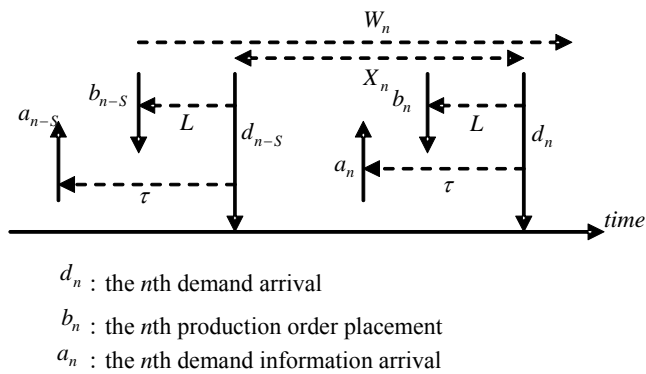 W_n
X_n
b_{n-S}
b_n
a_{n-S}
L
d_{n-S}
L
d_n
a_n
τ
τ
time
d_n : the nth demand arrival
b_n : the nth production order placement
a_n : the nth demand information arrival